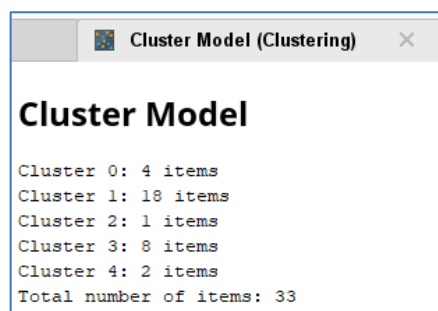 Cluster Model (Clustering)
Cluster Model
Cluster 0: 4 items
Cluster 1: 18 items
Cluster 2: 1 items
Cluster 3: 8 items
Cluster 4: 2 items
Total number of items: 33